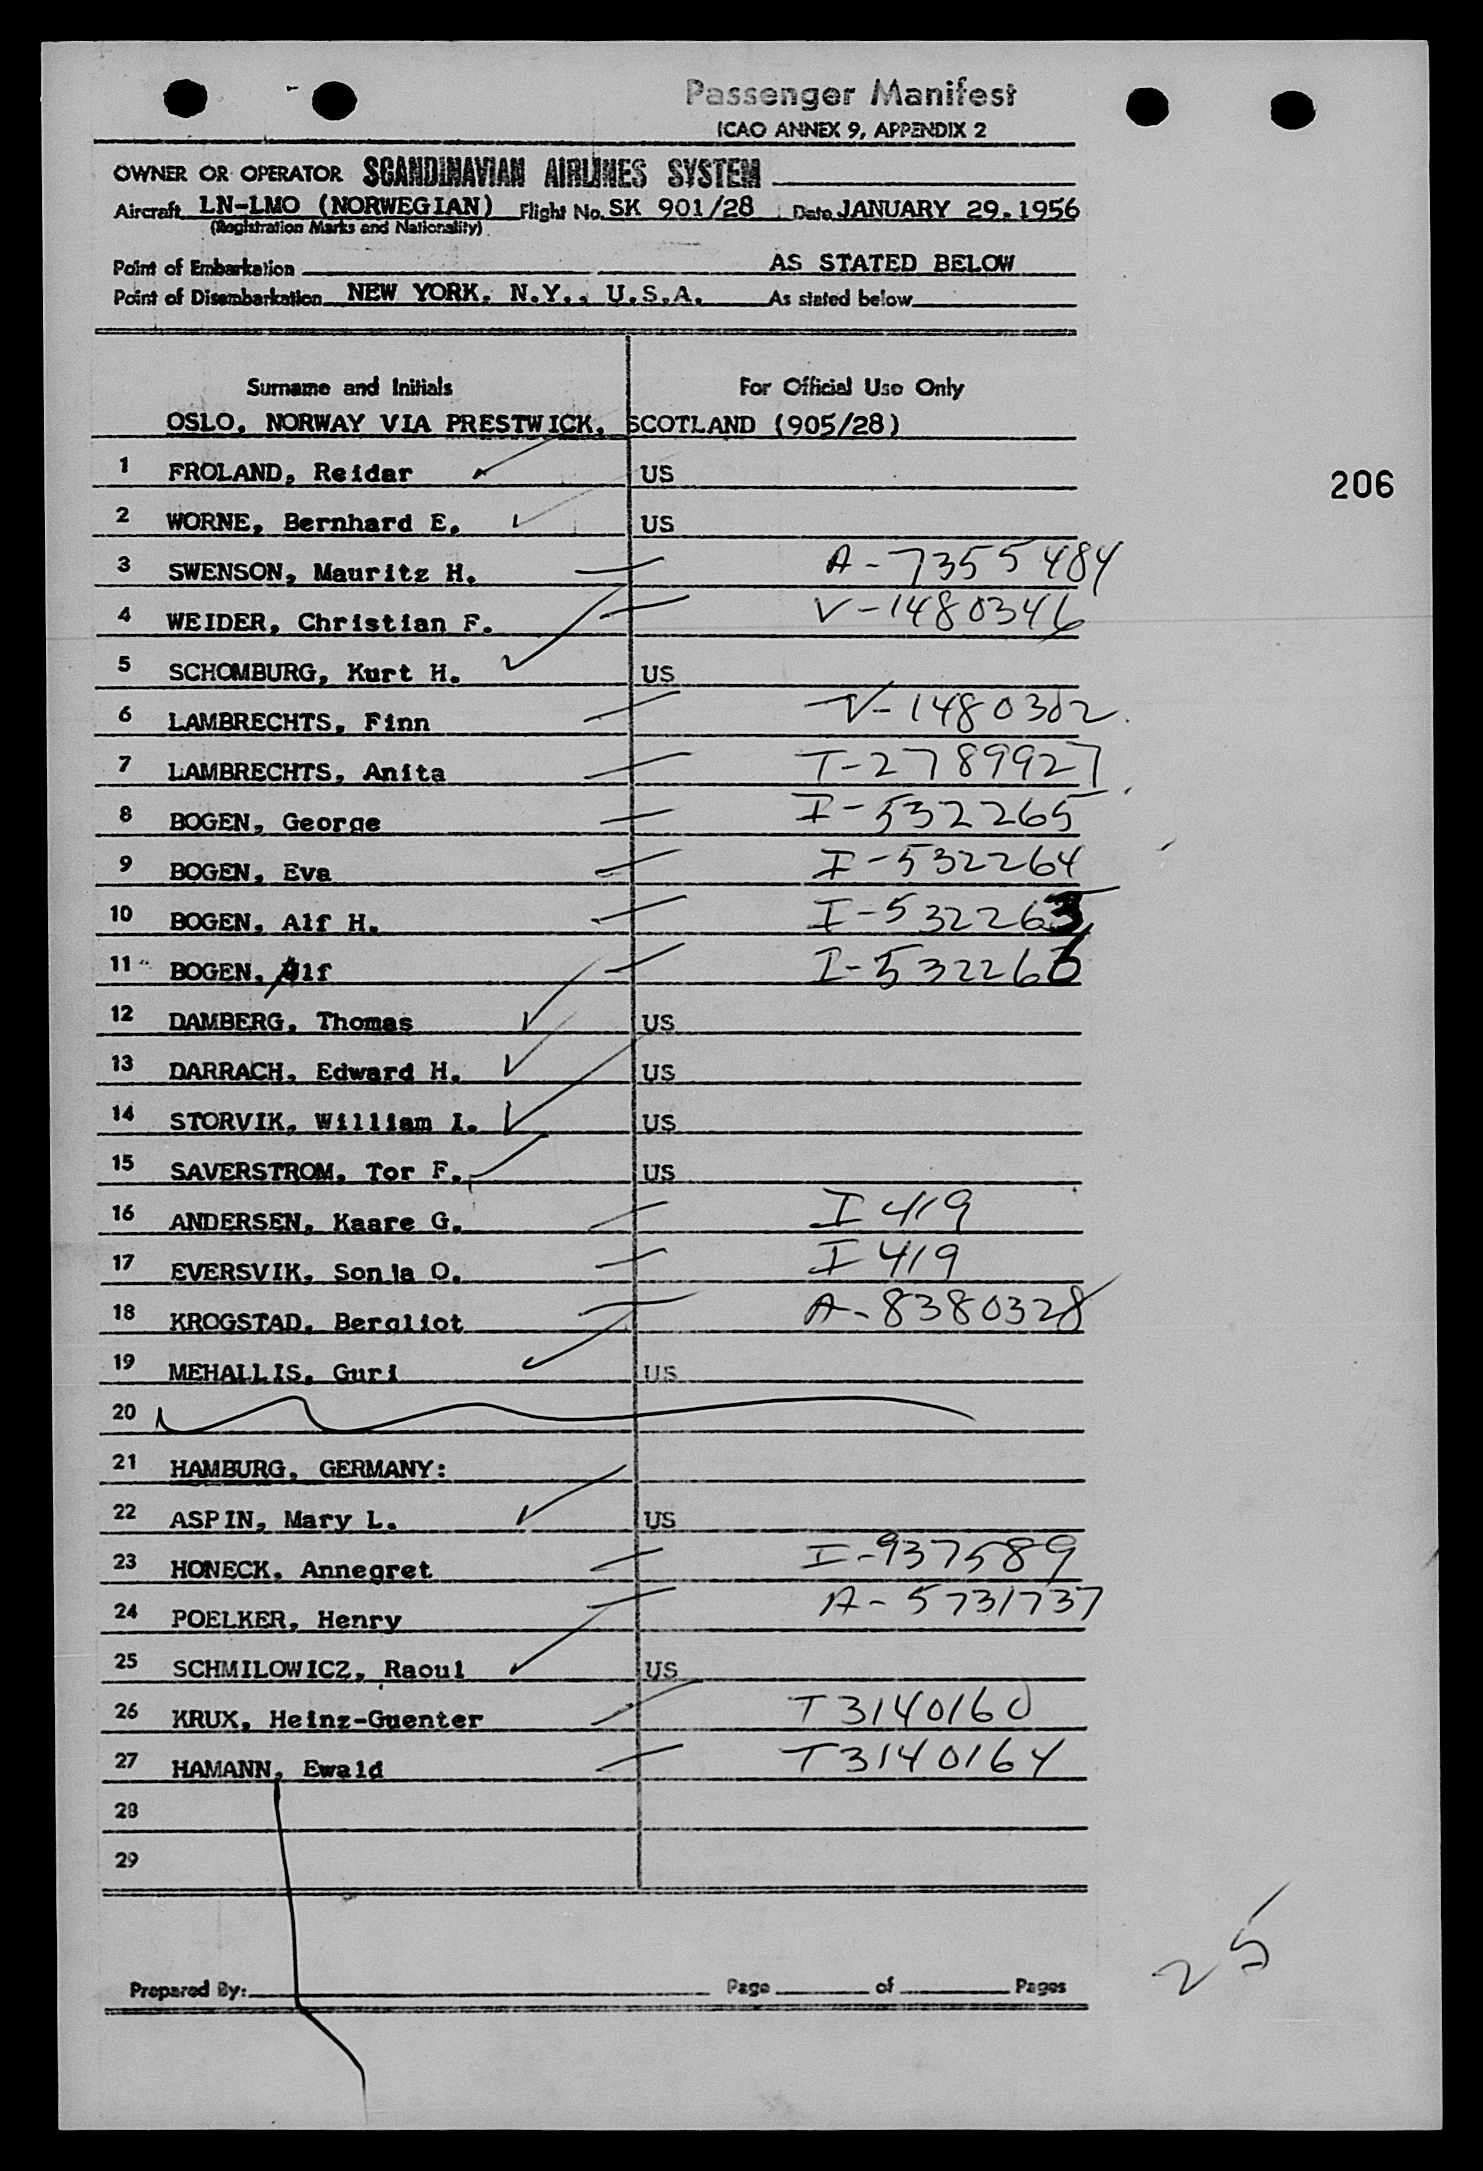 Passenger Manifest
ICAO ANNEX 9, APPENDIX 2
OWNER OR OPERATOR SCANDINAVIAN AIRLINES SYSTEM
Aircraft LN-LMO (NORWEGIAN) Flight No. SK 901/28 Date JANUARY 29, 1956
(Registration Marks and Nationality)
Point of Embarkation AS STATED BELOW
Point of Disembarkation NEW YORK, N.Y., U.S.A. As stated below
Surname and Initials For Official Use Only
OSLO, NORWAY VIA PRESTWICK, SCOTLAND (905/28)
1 FROLAND, Reidar US
206
2 WORNE, Bernhard E. US
3 SWENSON, Mauritz H. A-7355484
4 WEIDER, Christian F. V-1480346
5 SCHOMBURG, Kurt H. US
6 LAMBRECHTS, Finn V-1480302
7 LAMBRECHTS, Anita T-2789927
8 BOGEN, George I-532265
9 BOGEN, Eva I-532264
10 BOGEN, Alf H. I-532263
11 BOGEN, Alf I-532266
12 DAMBERG, Thomas US
13 DARRACH, Edward H. US
14 STORVIK, William I. US
15 SAVERSTROM, Tor F. US
16 ANDERSEN, Kaare G. I 419
17 EVERSVIK, Sonja O. I 419
18 KROGSTAD, Bergliot A-8380328
19 MEHALLIS, Guri US
20
21 HAMBURG, GERMANY:
22 ASPIN, Mary L. US
23 HONECK, Annegret I-937589
24 POELKER, Henry A-5731737
25 SCHMILOWICZ, Raoul US
26 KRUX, Heinz-Guenter T3140160
27 HAMANN, Ewald T3140164
28
29
25
Prepared By: Page of Pages